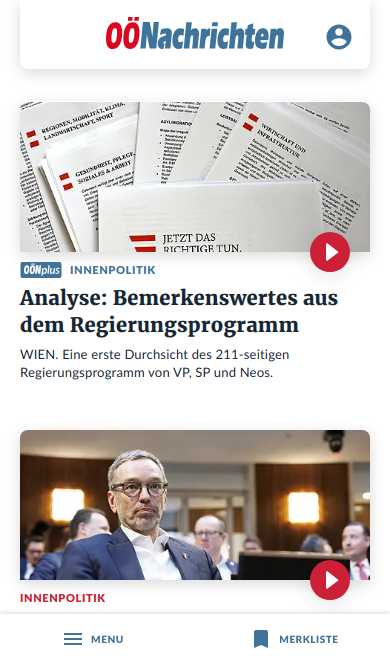 OÖNachrichten
REGIONEN, MOBILITÄT, KLIMA,
LANDWIRTSCHAFT, SPORT
GESUNDHEIT, PFLEGE,
SOZIALES & ARBEIT
WIRTSCHAFT UND
INFRASTRUKTUR
JETZT DAS
RICHTIGE TUN.
OÖNplus INNENPOLITIK
Analyse: Bemerkenswertes aus
dem Regierungsprogramm
WIEN. Eine erste Durchsicht des 211-seitigen
Regierungsprogramm von VP, SP und Neos.
INNENPOLITIK
MENU
MERKLISTE